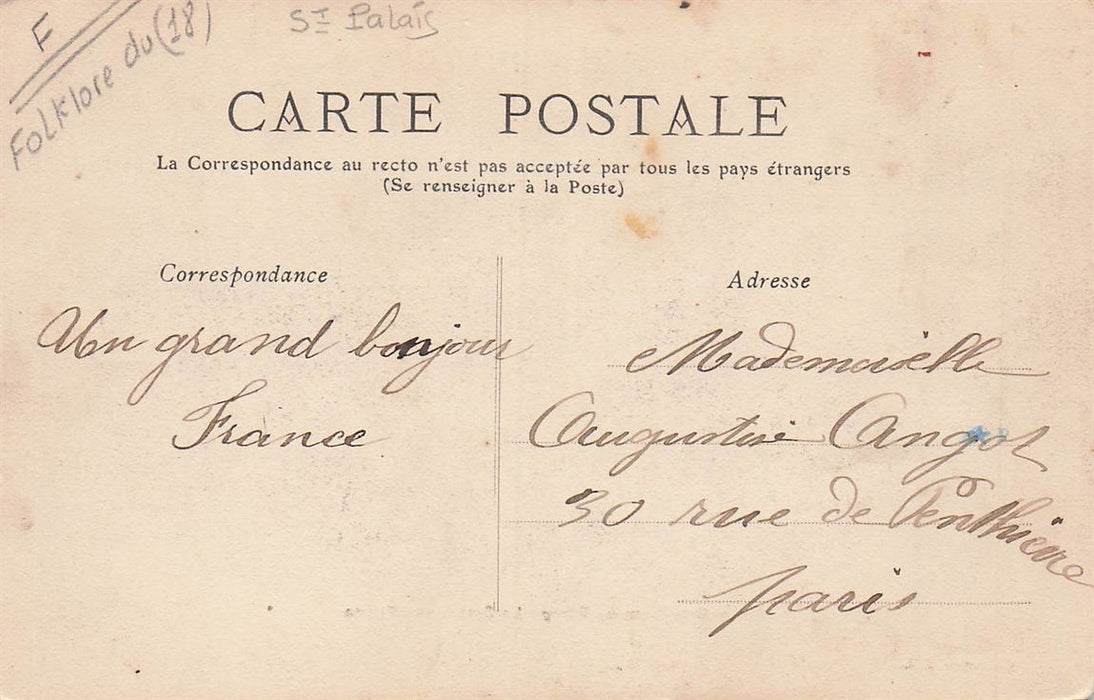 F
Folklore du (18)
St Palais
CARTE POSTALE
La Correspondance au recto n'est pas acceptée par tous les pays étrangers
(Se renseigner à la Poste)
Correspondance
Adresse
Un grand bonjour
France
Mademoiselle
Augustine Angot
30 rue de Penthièvre
Paris